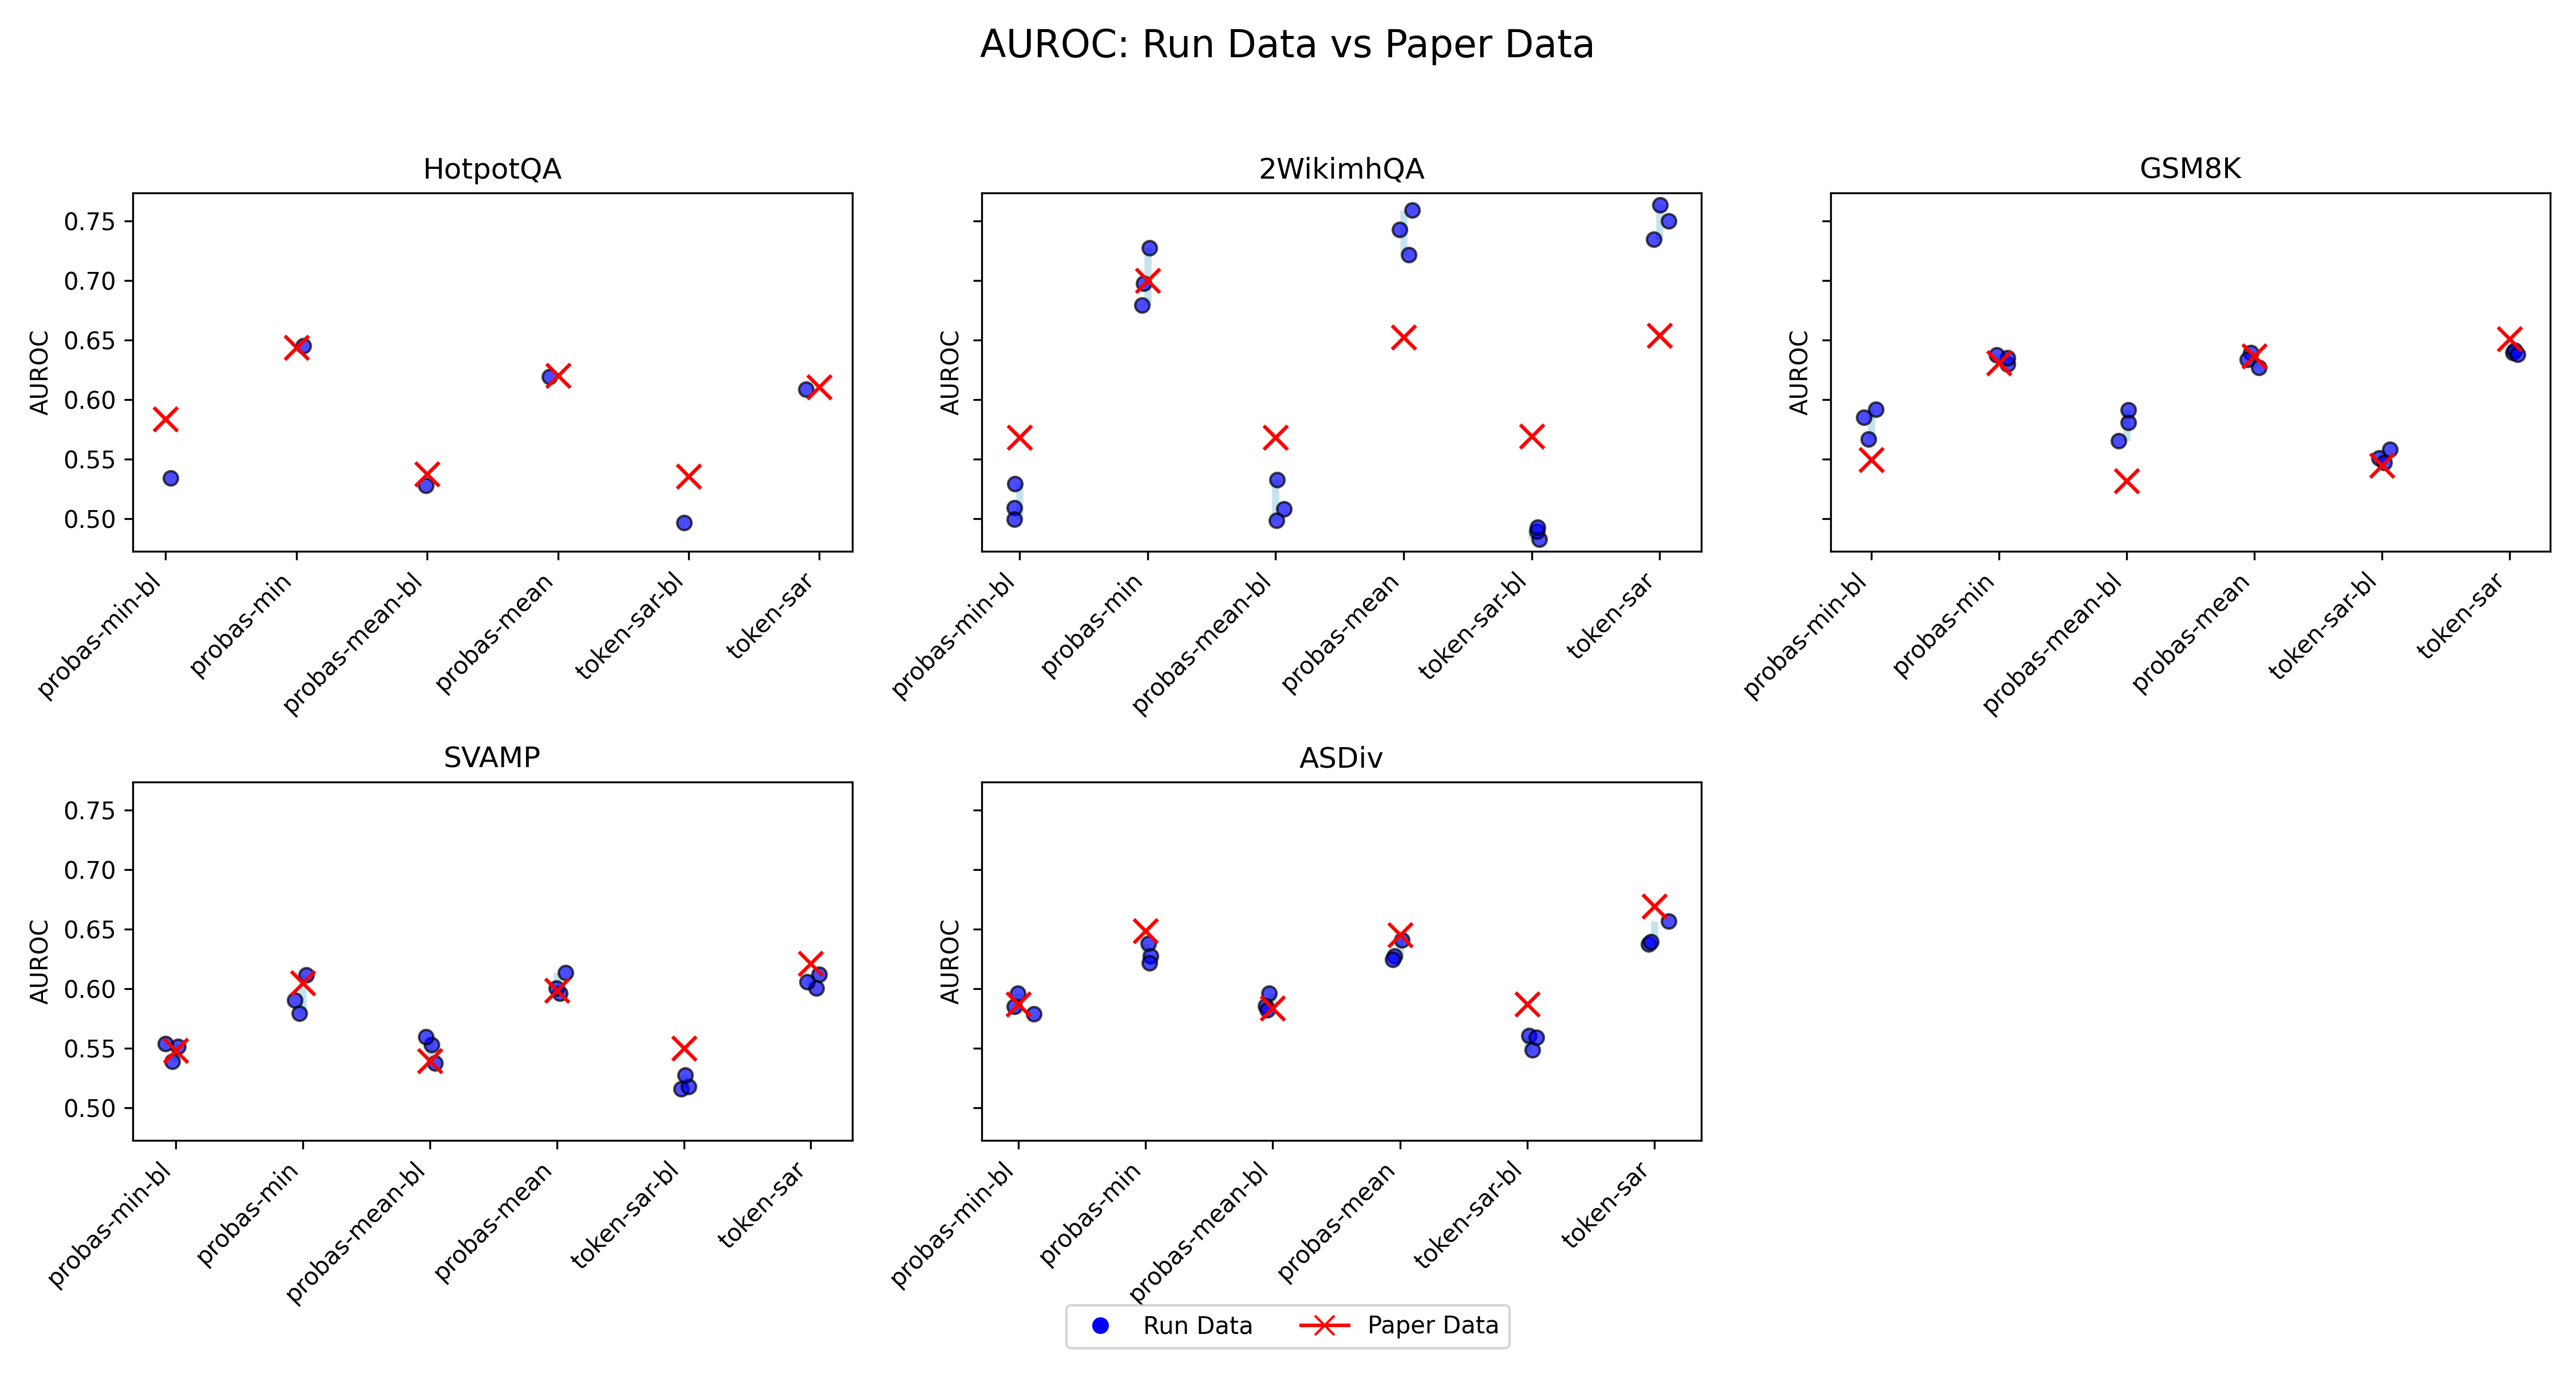 AUROC: Run Data vs Paper Data
HotpotQA
AUROC
0.75
0.70
0.65
0.60
0.55
0.50
probas-min-bl
probas-min
probas-mean-bl
probas-mean
token-sar-bl
token-sar
2WikimhQA
AUROC
probas-min-bl
probas-min
probas-mean-bl
probas-mean
token-sar-bl
token-sar
GSM8K
AUROC
probas-min-bl
probas-min
probas-mean-bl
probas-mean
token-sar-bl
token-sar
SVAMP
AUROC
0.75
0.70
0.65
0.60
0.55
0.50
probas-min-bl
probas-min
probas-mean-bl
probas-mean
token-sar-bl
token-sar
ASDiv
AUROC
probas-min-bl
probas-min
probas-mean-bl
probas-mean
token-sar-bl
token-sar
Run Data
Paper Data